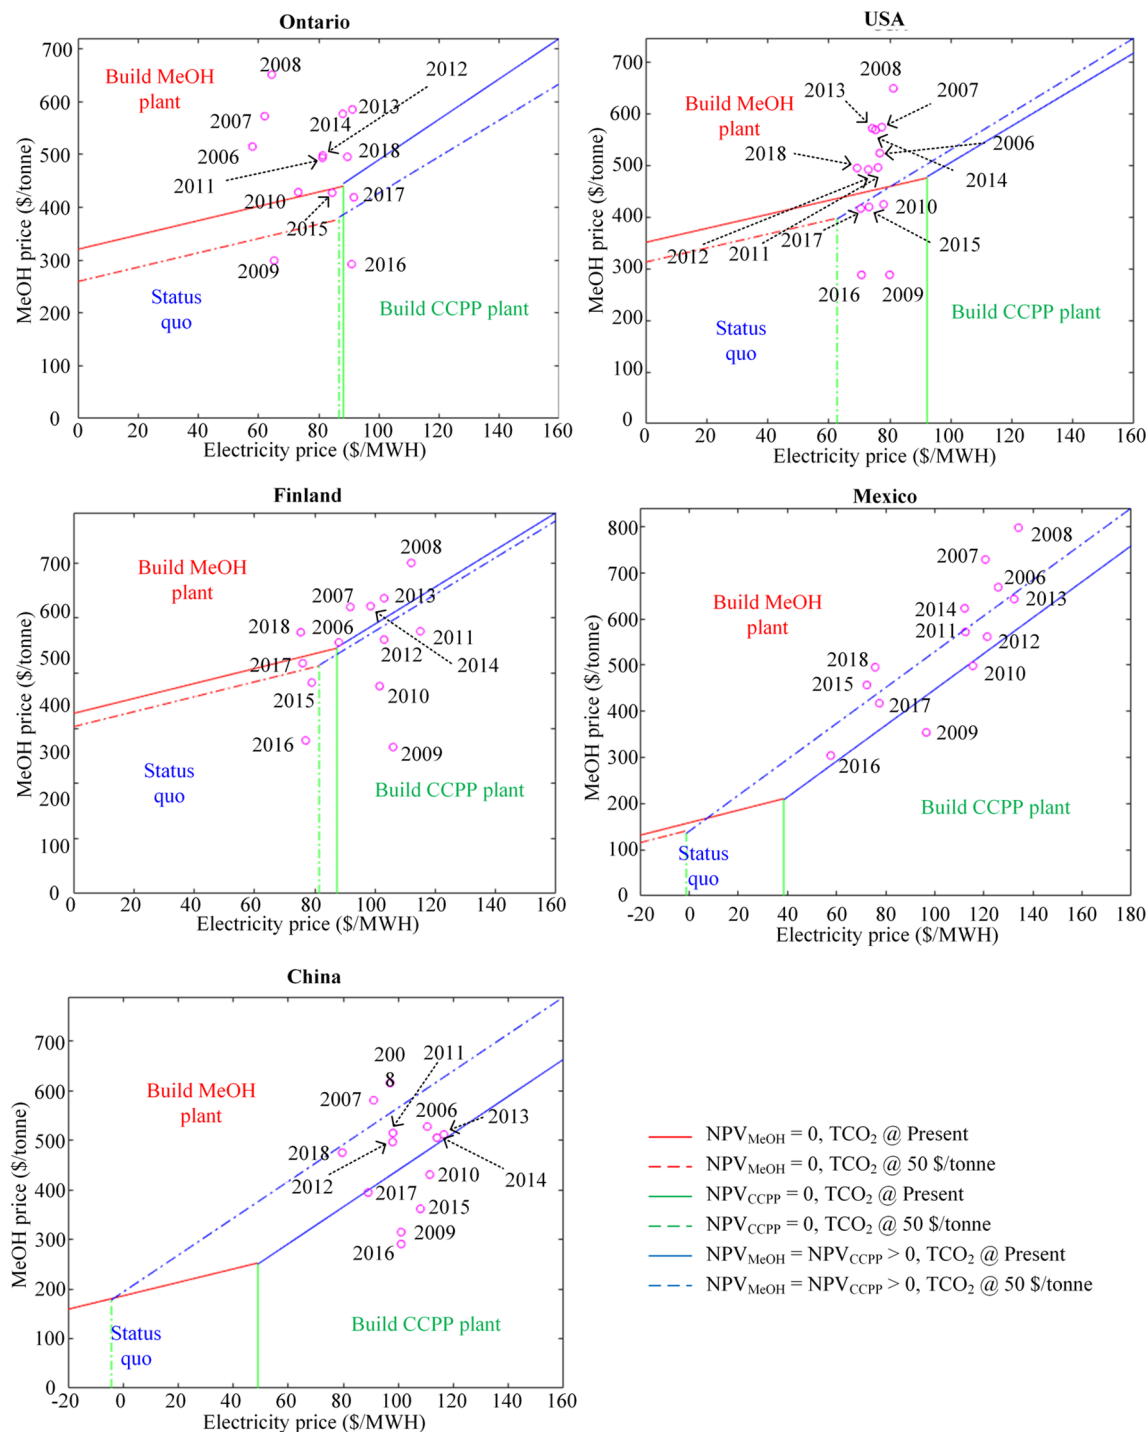 Ontario
MeOH price ($/tonne)
700
600
500
400
300
200
100
0
Build MeOH
plant
2008
2012
2013
2007
2014
2006
2018
2011
2010
2017
2015
2009
2016
Status
quo
Build CCPP plant
0 20 40 60 80 100 120 140 160
Electricity price ($/MWH)
USA
MeOH price ($/tonne)
700
600
500
400
300
200
100
0
Build MeOH
plant
2008
2013
2007
2006
2018
2014
2010
2017
2012
2011
2015
2016
2009
Status
quo
Build CCPP plant
0 20 40 60 80 100 120 140 160
Electricity price ($/MWH)
Finland
MeOH price ($/tonne)
700
600
500
400
300
200
100
0
Build MeOH
plant
2008
2007
2013
2018
2006
2011
2012
2017
2014
2015
2010
2016
2009
Status
quo
Build CCPP plant
0 20 40 60 80 100 120 140 160
Electricity price ($/MWH)
Mexico
MeOH price ($/tonne)
800
700
600
500
400
300
200
100
0
Build MeOH
plant
2008
2007
2006
2013
2014
2011
2012
2018
2010
2015
2017
2009
2016
Status
quo
Build CCPP plant
-20 0 20 40 60 80 100 120 140 160 180
Electricity price ($/MWH)
China
MeOH price ($/tonne)
700
600
500
400
300
200
100
0
Build MeOH
plant
200
8
2011
2007
2006
2013
2018
2012
2010
2014
2017
2015
2009
2016
Status
quo
Build CCPP plant
-20 0 20 40 60 80 100 120 140 160
Electricity price ($/MWH)
NPV_MeOH = 0, TCO₂ @ Present
NPV_MeOH = 0, TCO₂ @ 50 $/tonne
NPV_CCPP = 0, TCO₂ @ Present
NPV_CCPP = 0, TCO₂ @ 50 $/tonne
NPV_MeOH = NPV_CCPP > 0, TCO₂ @ Present
NPV_MeOH = NPV_CCPP > 0, TCO₂ @ 50 $/tonne